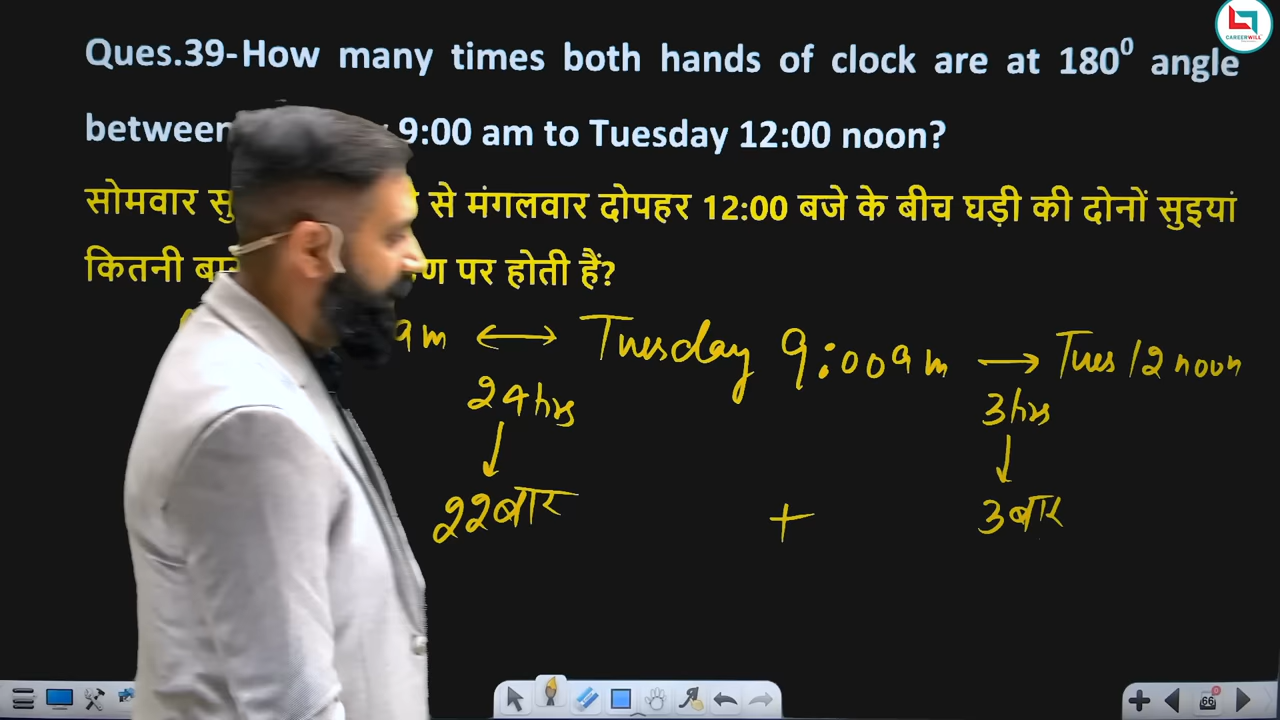 CAREERWILL
Ques.39-How many times both hands of clock are at 180⁰ angle
between 9:00 am to Tuesday 12:00 noon?
सोमवार से मंगलवार दोपहर 12:00 बजे के बीच घड़ी की दोनों सुइयां
कितनी पर होती हैं?
am ⟷ Tuesday 9:00am ⟶ Tues 12 noon
24hrs 3hrs
↓ ↓
22बार + 3बार
66